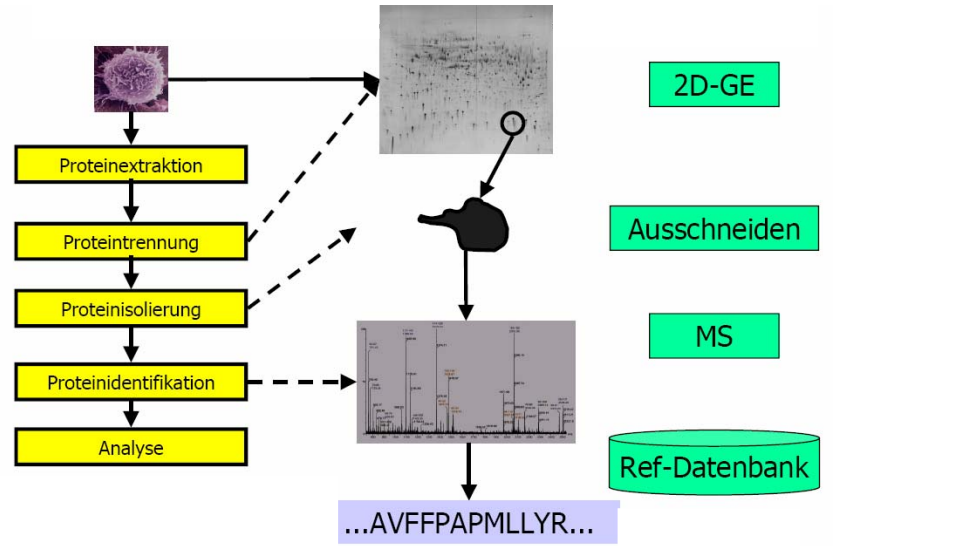 2D-GE
Proteinextraktion
Proteintrennung
Ausschneiden
Proteinisolierung
MS
Proteinidentifikation
Analyse
Ref-Datenbank
...AVFFPAPMLLYR...